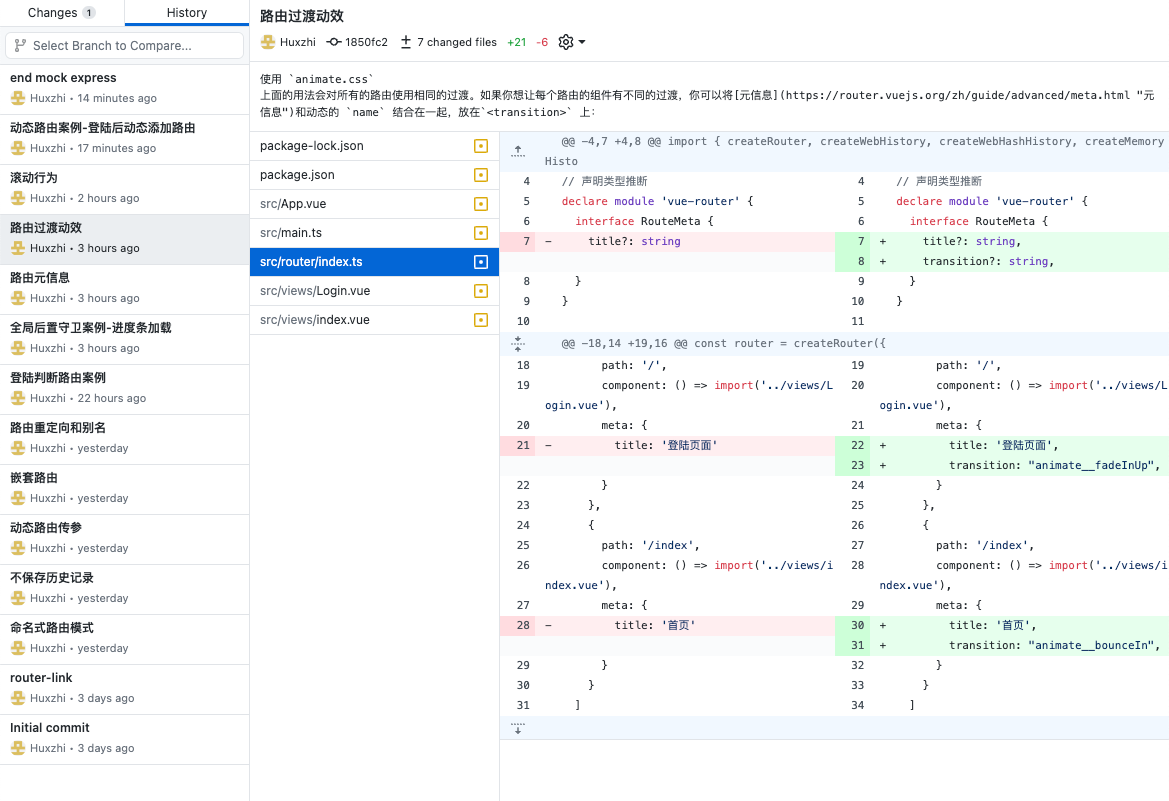 Changes 1
History
Select Branch to Compare...
end mock express
Huxzhi • 14 minutes ago
动态路由案例-登陆后动态添加路由
Huxzhi • 17 minutes ago
滚动行为
Huxzhi • 2 hours ago
路由过渡动效
Huxzhi • 3 hours ago
路由元信息
Huxzhi • 3 hours ago
全局后置守卫案例-进度条加载
Huxzhi • 3 hours ago
登陆判断路由案例
Huxzhi • 22 hours ago
路由重定向和别名
Huxzhi • yesterday
嵌套路由
Huxzhi • yesterday
动态路由传参
Huxzhi • yesterday
不保存历史记录
Huxzhi • yesterday
命名式路由模式
Huxzhi • yesterday
router-link
Huxzhi • 3 days ago
Initial commit
Huxzhi • 3 days ago
路由过渡动效
Huxzhi 1850fc2 7 changed files +21 -6
使用 `animate.css`
上面的用法会对所有的路由使用相同的过渡。如果你想让每个路由的组件有不同的过渡，你可以将[元信息](https://router.vuejs.org/zh/guide/advanced/meta.html "元
信息")和动态的 `name` 结合在一起，放在`<transition>` 上：
package-lock.json
package.json
src/App.vue
src/main.ts
src/router/index.ts
src/views/Login.vue
src/views/index.vue
@@ -4,7 +4,8 @@ import { createRouter, createWebHistory, createWebHashHistory, createMemory
Histo
4 // 声明类型推断 4 // 声明类型推断
5 declare module 'vue-router' { 5 declare module 'vue-router' {
6 interface RouteMeta { 6 interface RouteMeta {
7 - title?: string 7 + title?: string,
8 + transition?: string,
8 } 9 }
9 } 10 }
10 11
@@ -18,14 +19,16 @@ const router = createRouter({
18 path: '/', 19 path: '/',
19 component: () => import('../views/L 20 component: () => import('../views/L
ogin.vue'), ogin.vue'),
20 meta: { 21 meta: {
21 - title: '登陆页面' 22 + title: '登陆页面',
23 + transition: "animate__fadeInUp",
22 } 24 }
23 }, 25 },
24 { 26 {
25 path: '/index', 27 path: '/index',
26 component: () => import('../views/i 28 component: () => import('../views/i
ndex.vue'), ndex.vue'),
27 meta: { 29 meta: {
28 - title: '首页' 30 + title: '首页',
31 + transition: "animate__bounceIn",
29 } 32 }
30 } 33 }
31 ] 34 ]